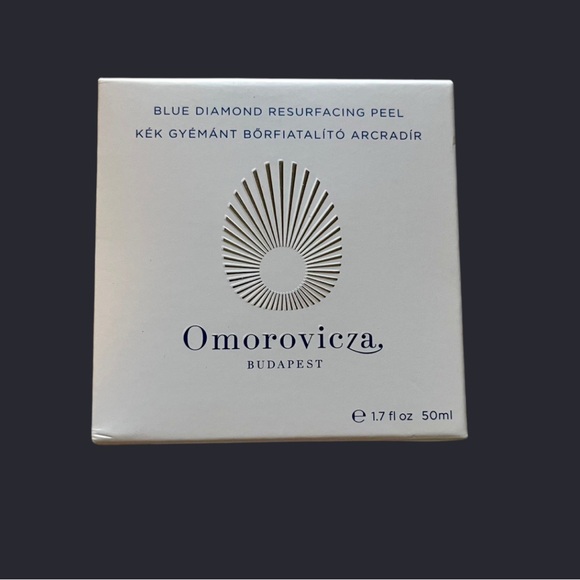 BLUE DIAMOND RESURFACING PEEL
KÉK GYÉMÁNT BŐRFIATALÍTÓ ARCRADÍR
Omorovicza
BUDAPEST
℮ 1.7 fl oz 50ml